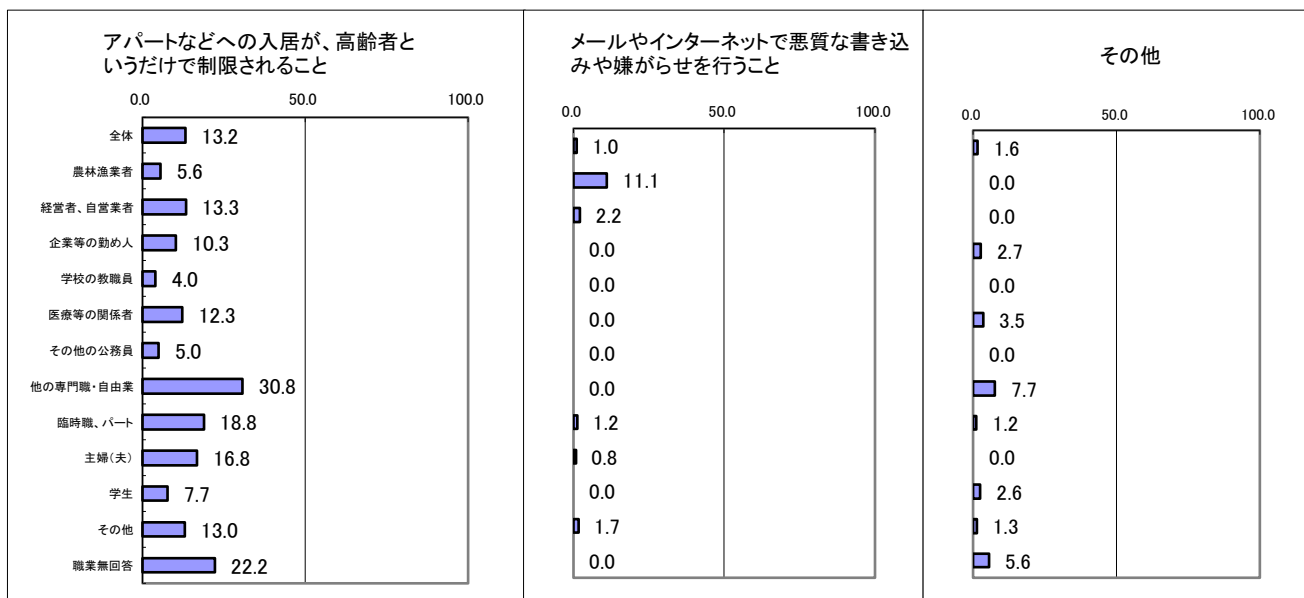 アパートなどへの入居が、高齢者と
いうだけで制限されること
0.0 50.0 100.0
全体 13.2
農林漁業者 5.6
経営者、自営業者 13.3
企業等の勤め人 10.3
学校の教職員 4.0
医療等の関係者 12.3
その他の公務員 5.0
他の専門職・自由業 30.8
臨時職、パート 18.8
主婦(夫) 16.8
学生 7.7
その他 13.0
職業無回答 22.2
メールやインターネットで悪質な書き込
みや嫌がらせを行うこと
0.0 50.0 100.0
1.0
11.1
2.2
0.0
0.0
0.0
0.0
0.0
1.2
0.8
0.0
1.7
0.0
その他
0.0 50.0 100.0
1.6
0.0
0.0
2.7
0.0
3.5
0.0
7.7
1.2
0.0
2.6
1.3
5.6